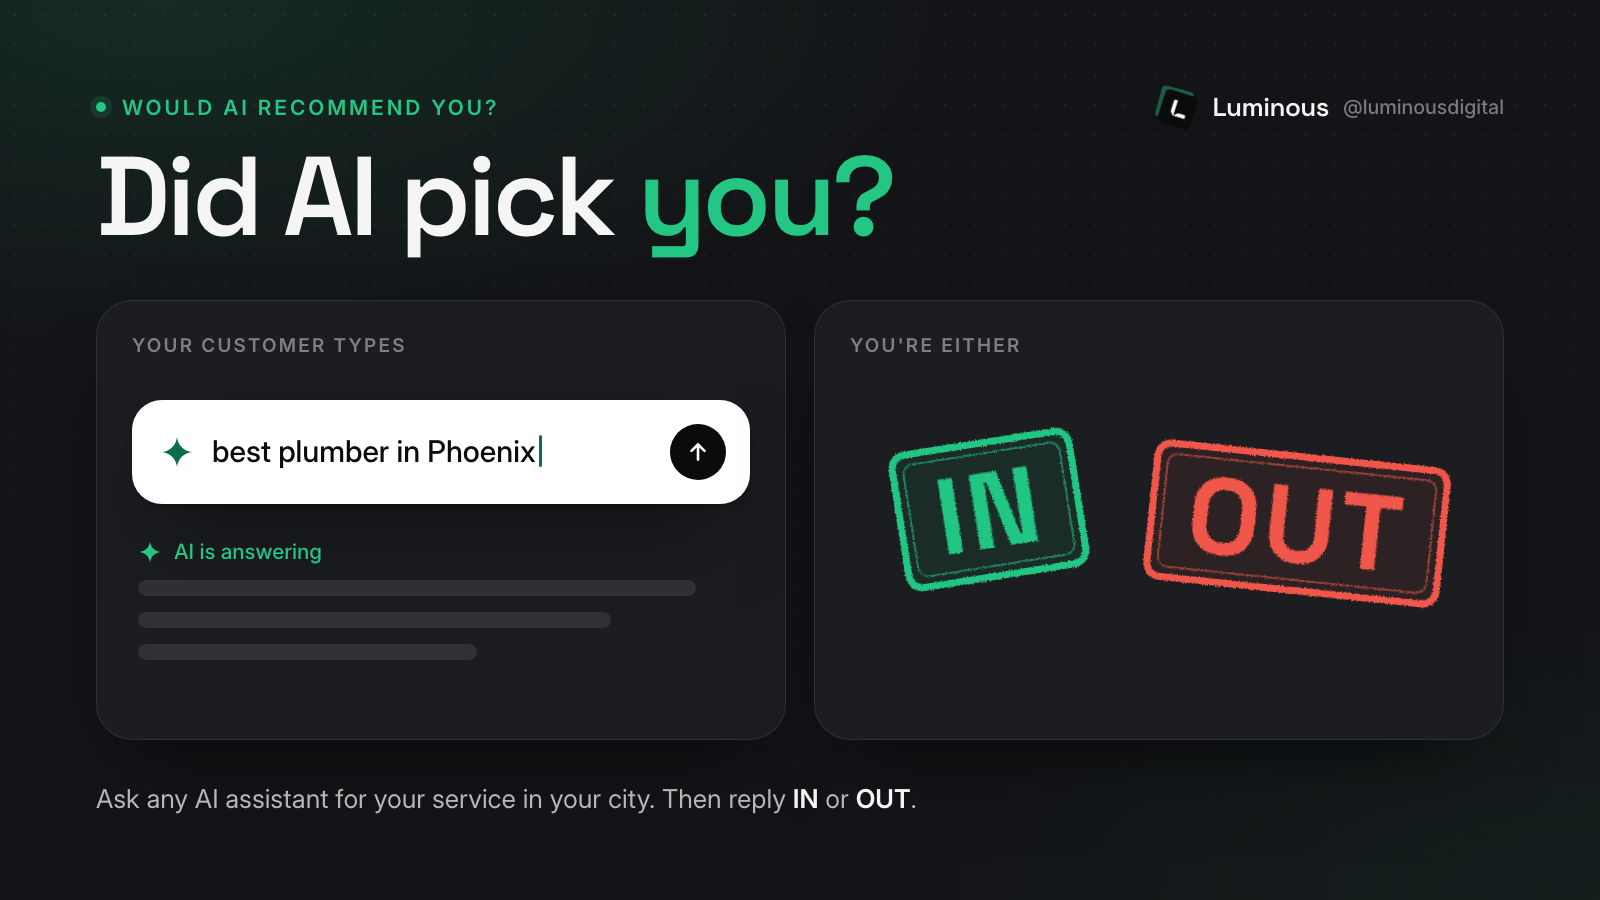 WOULD AI RECOMMEND YOU?
Luminous @luminousdigital
Did AI pick you?
YOUR CUSTOMER TYPES
best plumber in Phoenix
AI is answering
YOU'RE EITHER
IN
OUT
Ask any AI assistant for your service in your city. Then reply IN or OUT.